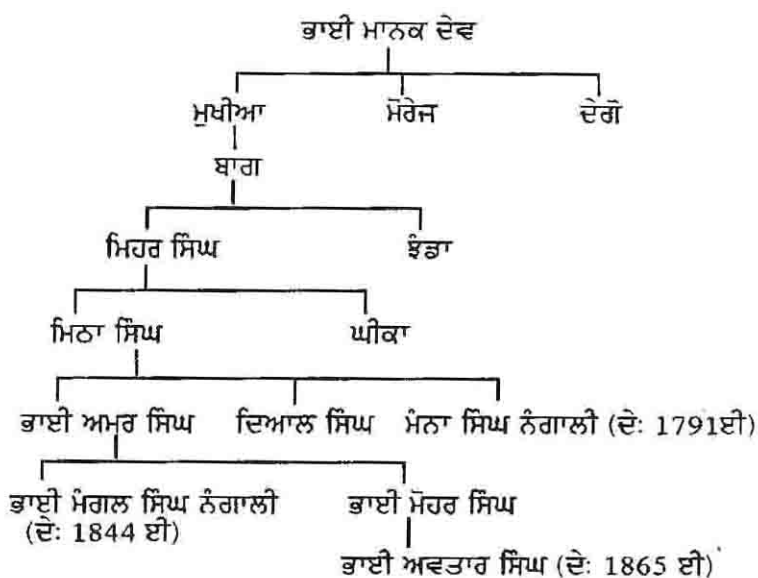 ਭਾਈ ਮਾਨਕ ਦੇਵ
ਮੁਖੀਆ ਮੋਰੇਜ ਦੇਗੋ
ਬਾਗ
ਮਿਹਰ ਸਿੰਘ ਝੰਡਾ
ਮਿਠਾ ਸਿੰਘ ਘੀਕਾ
ਭਾਈ ਅਮਰ ਸਿੰਘ ਦਿਆਲ ਸਿੰਘ ਮੰਨਾ ਸਿੰਘ ਨੰਗਾਲੀ (ਦੇ: 1791ਈ)
ਭਾਈ ਮੰਗਲ ਸਿੰਘ ਨੰਗਾਲੀ ਭਾਈ ਮੋਹਰ ਸਿੰਘ
(ਦੇ: 1844 ਈ)
ਭਾਈ ਅਵਤਾਰ ਸਿੰਘ (ਦੇ: 1865 ਈ)